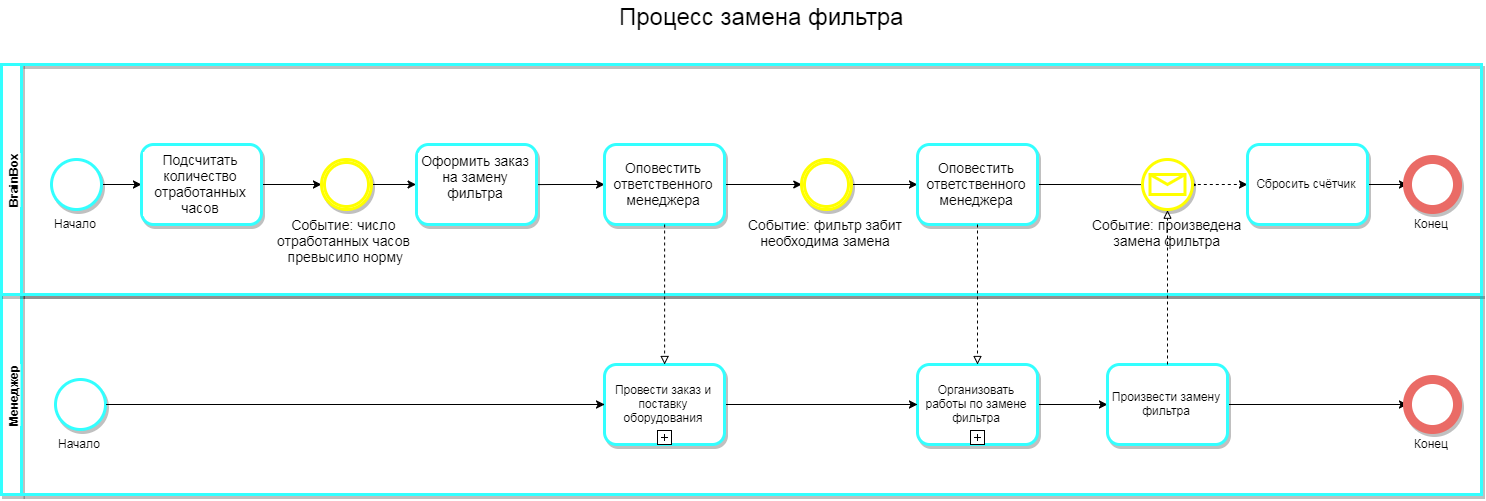 Процесс замена фильтра
BrainBox
Начало
Подсчитать
количество
отработанных
часов
Событие: число
отработанных часов
превысило норму
Оформить заказ
на замену
фильтра
Оповестить
ответственного
менеджера
Событие: фильтр забит
необходима замена
Оповестить
ответственного
менеджера
Событие: произведена
замена фильтра
Сбросить счётчик
Конец
Менеджер
Начало
Провести заказ и
поставку
оборудования
Организовать
работы по замене
фильтра
Произвести замену
фильтра
Конец